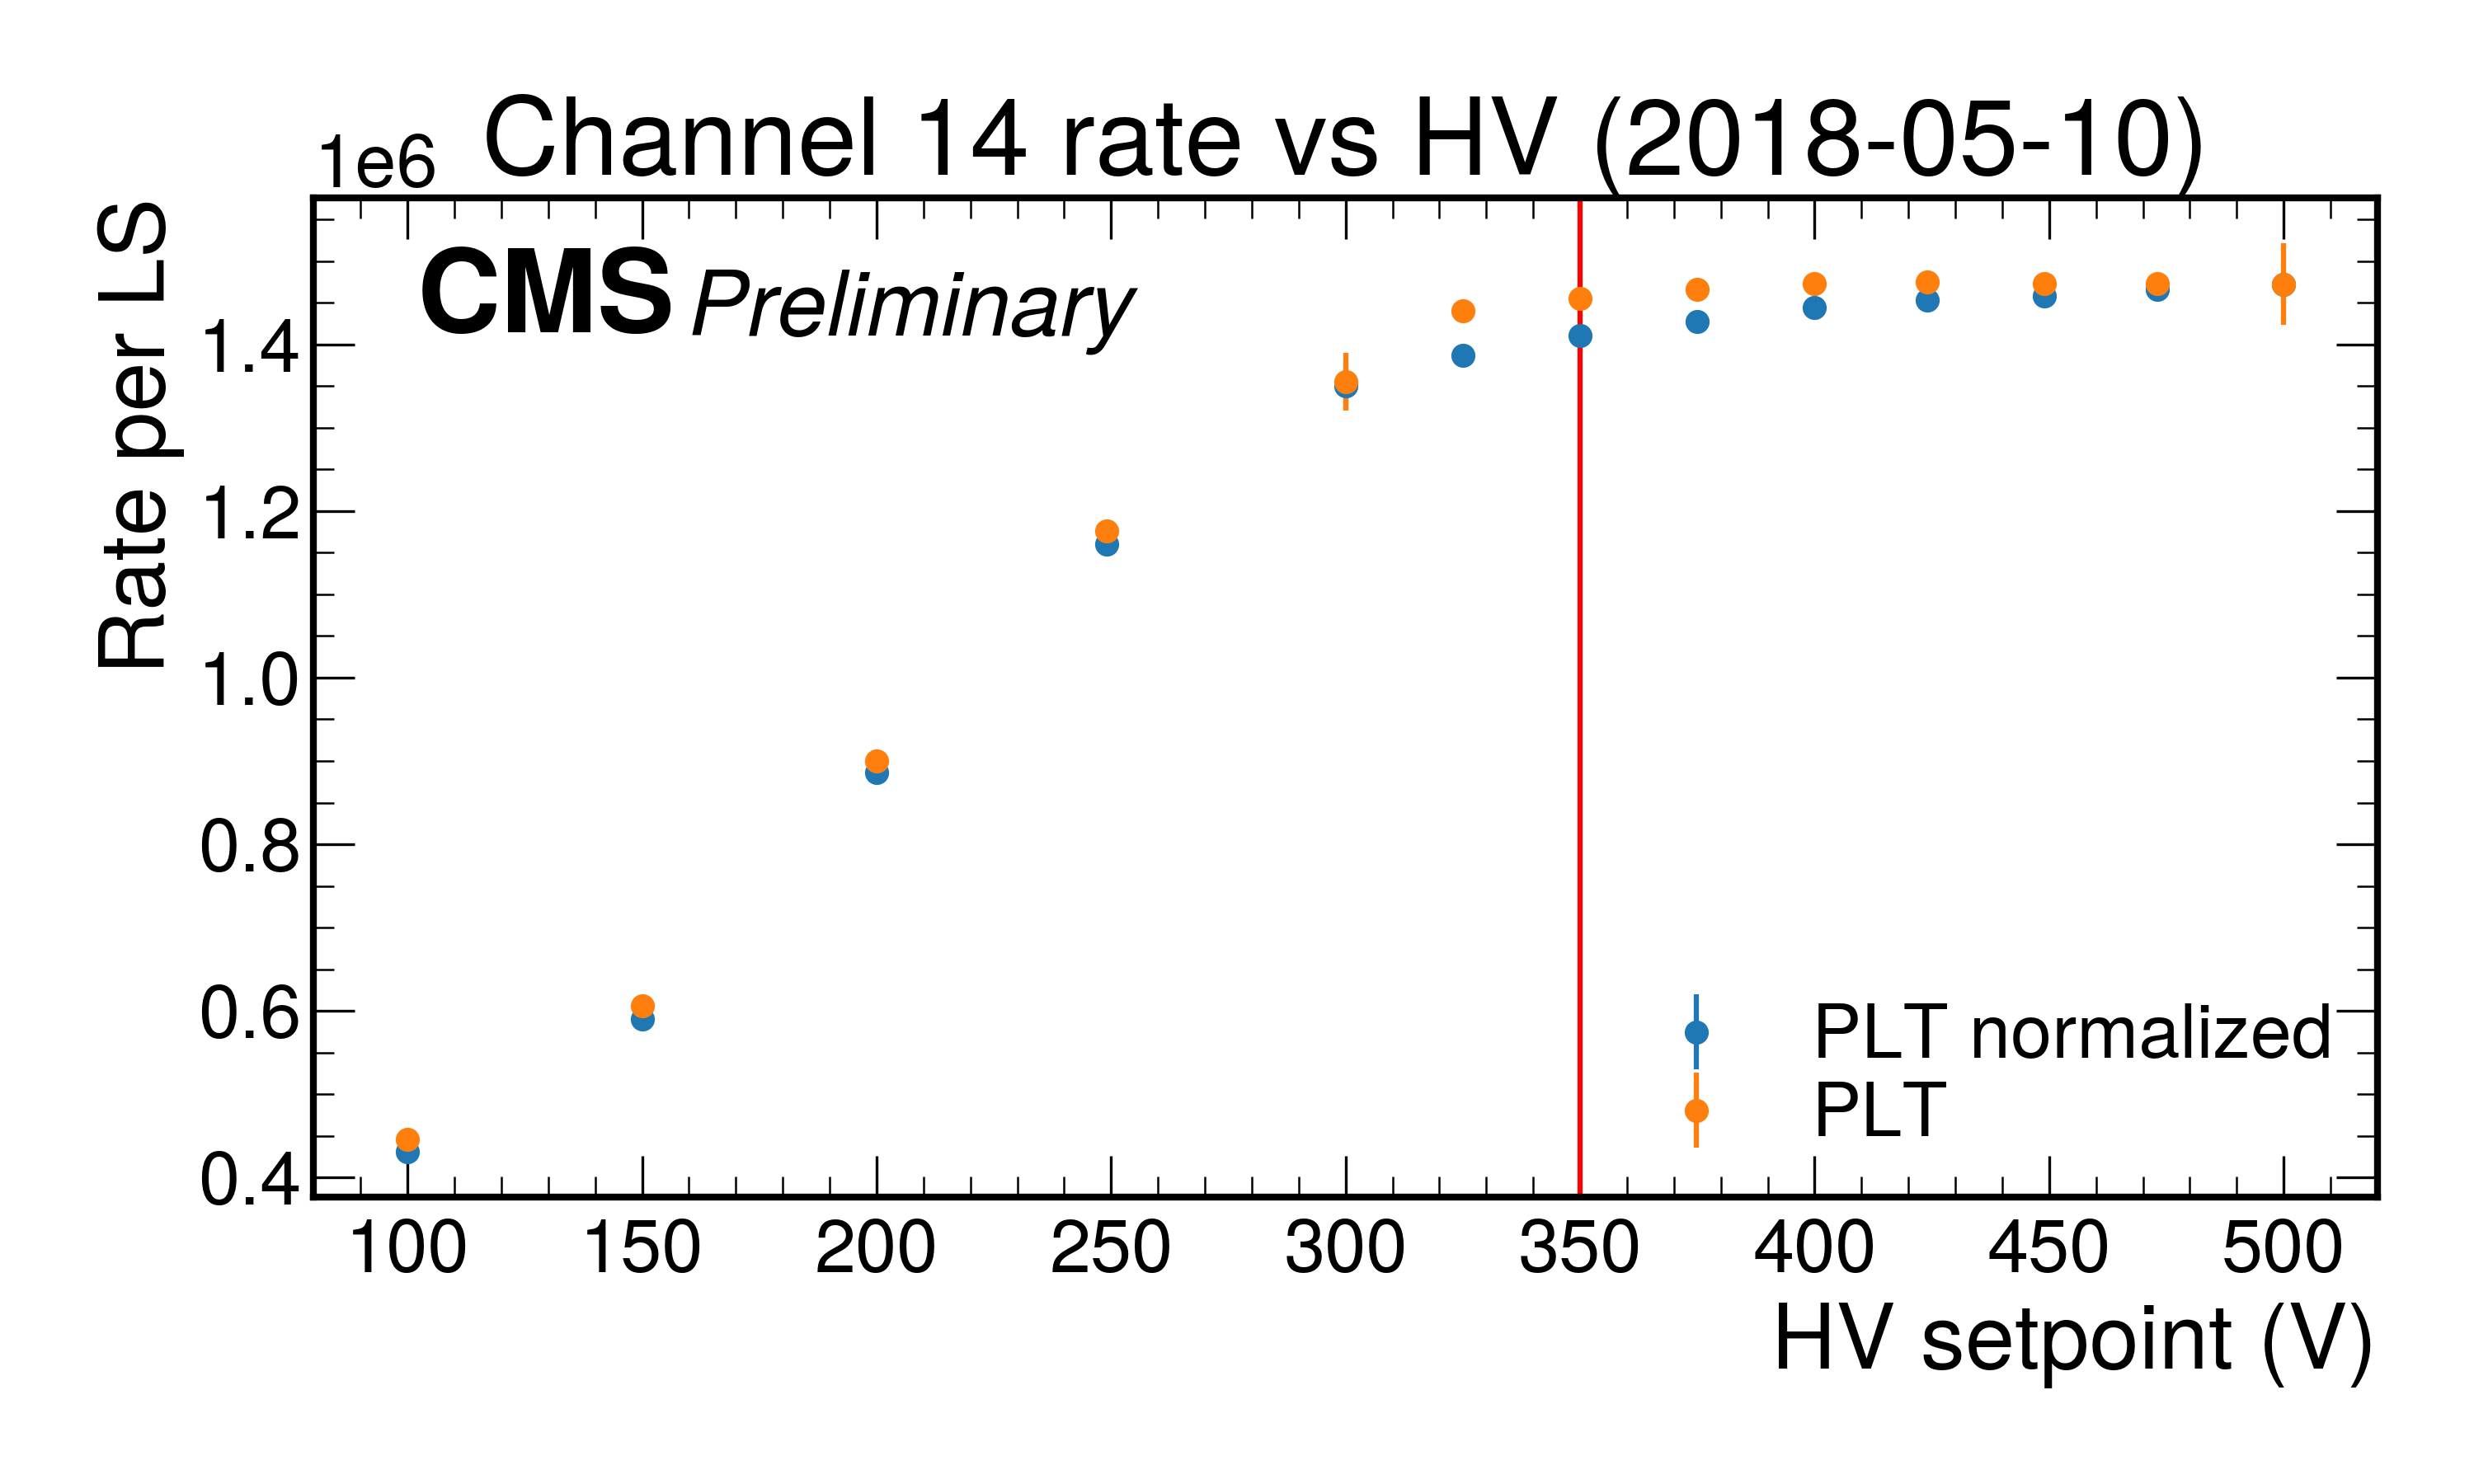 Channel 14 rate vs HV (2018-05-10)
1e6
Rate per LS
CMS Preliminary
1.4
1.2
1.0
0.8
0.6
0.4
PLT normalized
PLT
100 150 200 250 300 350 400 450 500
HV setpoint (V)